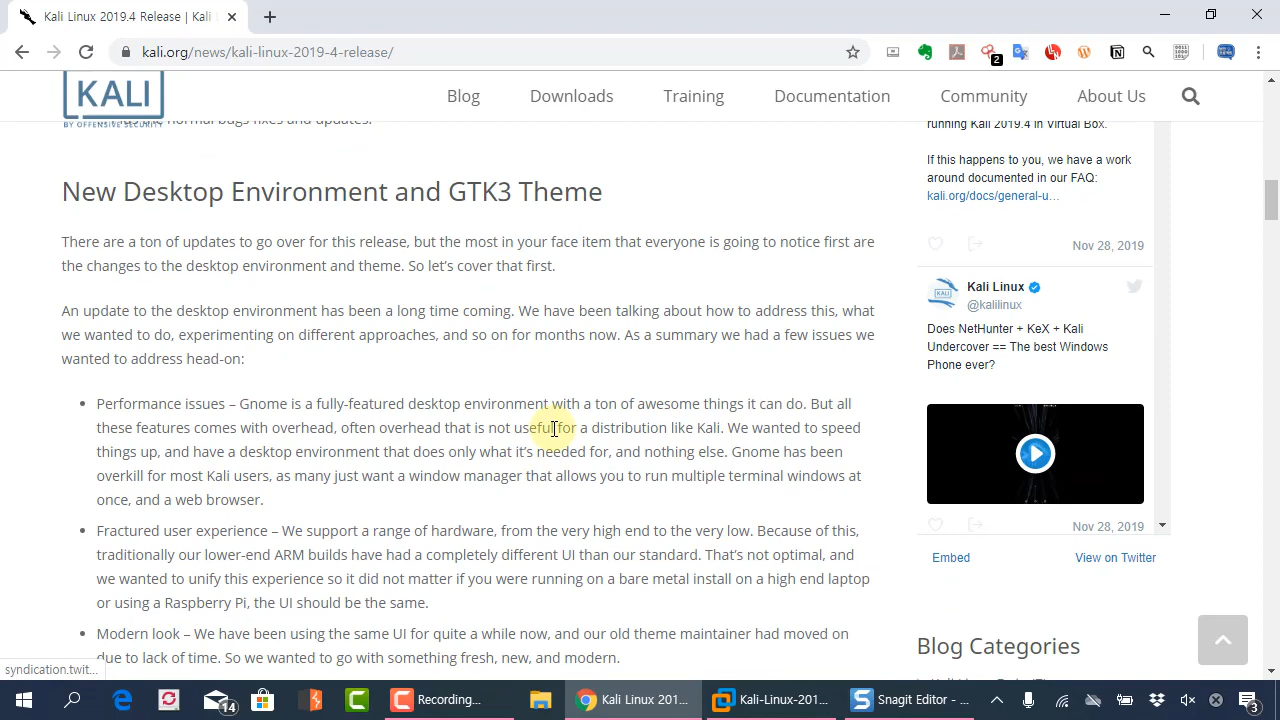 Kali Linux 2019.4 Release | Kali
kali.org/news/kali-linux-2019-4-release/
2
KALI
BY OFFENSIVE SECURITY
Blog
Downloads
Training
Documentation
Community
About Us
the normal bugs fixes and updates.
New Desktop Environment and GTK3 Theme
There are a ton of updates to go over for this release, but the most in your face item that everyone is going to notice first are
the changes to the desktop environment and theme. So let’s cover that first.
An update to the desktop environment has been a long time coming. We have been talking about how to address this, what
we wanted to do, experimenting on different approaches, and so on for months now. As a summary we had a few issues we
wanted to address head-on:
Performance issues – Gnome is a fully-featured desktop environment with a ton of awesome things it can do. But all
these features comes with overhead, often overhead that is not useful for a distribution like Kali. We wanted to speed
things up, and have a desktop environment that does only what it’s needed for, and nothing else. Gnome has been
overkill for most Kali users, as many just want a window manager that allows you to run multiple terminal windows at
once, and a web browser.
Fractured user experience – We support a range of hardware, from the very high end to the very low. Because of this,
traditionally our lower-end ARM builds have had a completely different UI than our standard. That’s not optimal, and
we wanted to unify this experience so it did not matter if you were running on a bare metal install on a high end laptop
or using a Raspberry Pi, the UI should be the same.
Modern look – We have been using the same UI for quite a while now, and our old theme maintainer had moved on
due to lack of time. So we wanted to go with something fresh, new, and modern.
running Kali 2019.4 in Virtual Box.
If this happens to you, we have a work
around documented in our FAQ:
kali.org/docs/general-u…
Nov 28, 2019
Kali Linux
@kalilinux
Does NetHunter + KeX + Kali
Undercover == The best Windows
Phone ever?
Nov 28, 2019
Embed
View on Twitter
Blog Categories
syndication.twit...
14
Recording...
Kali Linux 201...
Kali-Linux-201...
Snagit Editor - ...
3